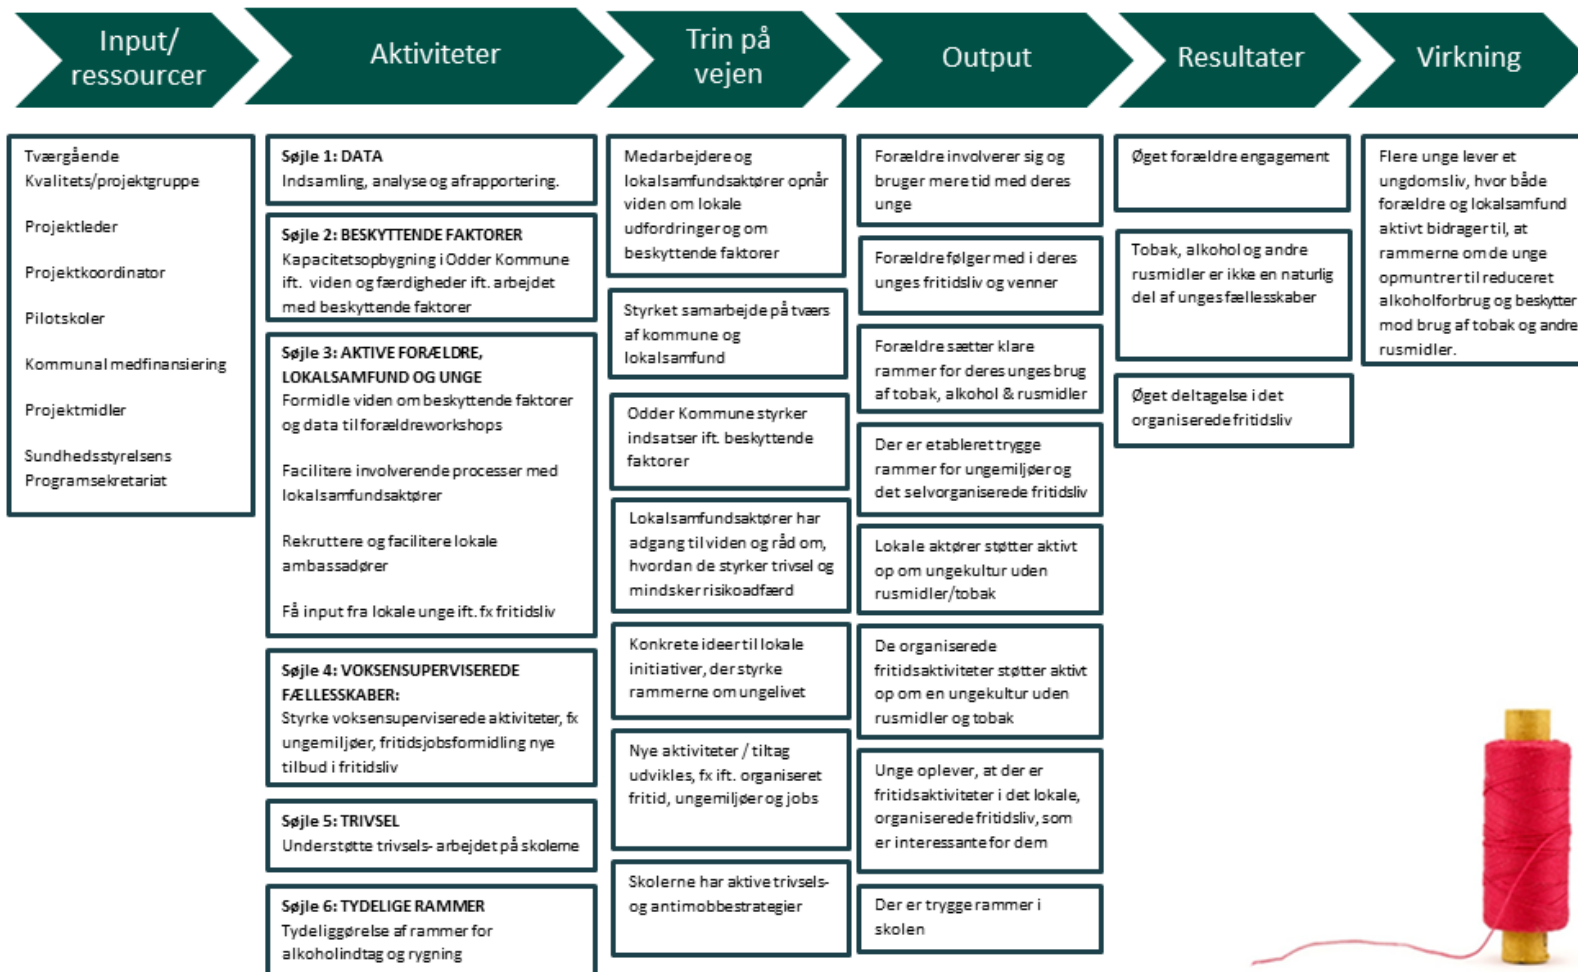 Input/
ressourcer
Aktiviteter
Trin på
vejen
Output
Resultater
Virkning
Tværgående
Kvalitets/projektgruppe
Projektleder
Projektkoordinator
Pilotskoler
Kommunal medfinansiering
Projektmidler
Sundhedsstyrelsens
Programsekretariat
Søjle 1: DATA
Indsamling, analyse og afrapportering.
Søjle 2: BESKYTTENDE FAKTORER
Kapacitetsopbygning i Odder Kommune
ift. viden og færdigheder ift. arbejdet
med beskyttende faktorer
Søjle 3: AKTIVE FORÆLDRE,
LOKALSAMFUND OG UNGE
Formidle viden om beskyttende faktorer
og data til forældreworkshops
Facilitere involverende processer med
lokalsamfundsaktører
Rekruttere og facilitere lokale
ambassadører
Få input fra lokale unge ift. fx fritidsliv
Søjle 4: VOKSENSUPERVISEREDE
FÆLLESSKABER:
Styrke voksensuperviserede aktiviteter, fx
ungemiljøer, fritidsjobsformidling nye
tilbud i fritidsliv
Søjle 5: TRIVSEL
Understøtte trivsels- arbejdet på skolerne
Søjle 6: TYDELIGE RAMMER
Tydeliggørelse af rammer for
alkoholindtag og rygning
Medarbejdere og
lokalsamfundsaktører opnår
viden om lokale
udfordringer og om
beskyttende faktorer
Styrket samarbejde på tværs
af kommune og
lokalsamfund
Odder Kommune styrker
indsatser ift. beskyttende
faktorer
Lokalsamfundsaktører har
adgang til viden og råd om,
hvordan de styrker trivsel og
mindsker risikoadfærd
Konkrete ideer til lokale
initiativer, der styrke
rammerne om ungelivet
Nye aktiviteter / tiltag
udvikles, fx ift. organiseret
fritid, ungemiljøer og jobs
Skolerne har aktive trivsels-
og antimobbestrategier
Forældre involverer sig og
bruger mere tid med deres
unge
Forældre følger med i deres
unges fritidsliv og venner
Forældre sætter klare
rammer for deres unges brug
af tobak, alkohol & rusmidler
Der er etableret trygge
rammer for ungemiljøer og
det selvorganiserede fritidsliv
Lokale aktører støtter aktivt
op om ungekultur uden
rusmidler/tobak
De organiserede
fritidsaktiviteter støtter aktivt
op om en ungekultur uden
rusmidler og tobak
Unge oplever, at der er
fritidsaktiviteter i det lokale,
organiserede fritidsliv, som
er interessante for dem
Der er trygge rammer i
skolen
Øget forældre engagement
Tobak, alkohol og andre
rusmidler er ikke en naturlig
del af unges fællesskaber
Øget deltagelse i det
organiserede fritidsliv
Flere unge lever et
ungdomsliv, hvor både
forældre og lokalsamfund
aktivt bidrager til, at
rammerne om de unge
opmuntrer til reduceret
alkoholforbrug og beskytter
mod brug af tobak og andre
rusmidler.